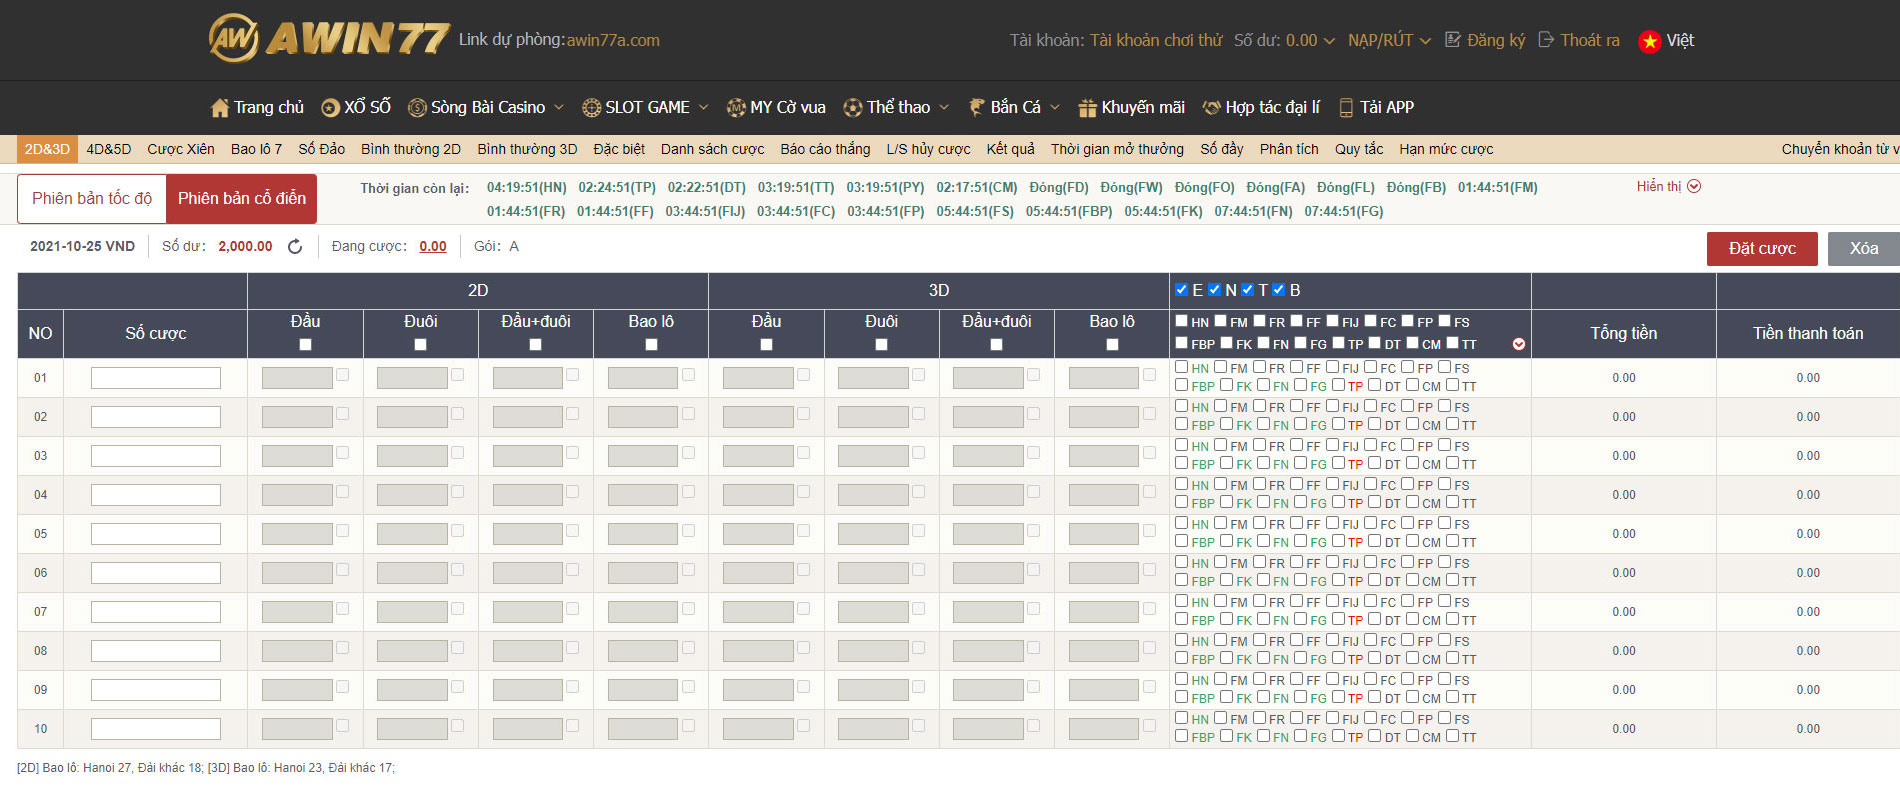 AW AWIN77 Link dự phòng:awin77a.com Tài khoản: Tài khoản chơi thử Số dư: 0.00 NẠP/RÚT Đăng ký Thoát ra Việt
Trang chủ XỔ SỐ Sòng Bài Casino SLOT GAME MY Cờ vua Thể thao Bắn Cá Khuyến mãi Hợp tác đại lí Tải APP
2D&3D 4D&5D Cược Xiên Bao lô 7 Số Đảo Bình thường 2D Bình thường 3D Đặc biệt Danh sách cược Báo cáo thắng L/S hủy cược Kết quả Thời gian mở thưởng Số đầy Phân tích Quy tắc Hạn mức cược Chuyển khoản từ v
Phiên bản tốc độ Phiên bản cổ điển Thời gian còn lại: 04:19:51(HN) 02:24:51(TP) 02:22:51(DT) 03:19:51(TT) 03:19:51(PY) 02:17:51(CM) Đóng(FD) Đóng(FW) Đóng(FO) Đóng(FA) Đóng(FL) Đóng(FB) 01:44:51(FM) Hiển thị
01:44:51(FR) 01:44:51(FF) 03:44:51(FIJ) 03:44:51(FC) 03:44:51(FP) 05:44:51(FS) 05:44:51(FBP) 05:44:51(FK) 07:44:51(FN) 07:44:51(FG)
2021-10-25 VND Số dư: 2,000.00 Đang cược: 0.00 Gói: A Đặt cược Xóa
2D 3D E N T B
NO Số cược Đầu Đuôi Đầu+đuôi Bao lô Đầu Đuôi Đầu+đuôi Bao lô HN FM FR FF FIJ FC FP FS Tổng tiền Tiền thanh toán
FBP FK FN FG TP DT CM TT
01 HN FM FR FF FIJ FC FP FS 0.00 0.00
FBP FK FN FG TP DT CM TT
02 HN FM FR FF FIJ FC FP FS 0.00 0.00
FBP FK FN FG TP DT CM TT
03 HN FM FR FF FIJ FC FP FS 0.00 0.00
FBP FK FN FG TP DT CM TT
04 HN FM FR FF FIJ FC FP FS 0.00 0.00
FBP FK FN FG TP DT CM TT
05 HN FM FR FF FIJ FC FP FS 0.00 0.00
FBP FK FN FG TP DT CM TT
06 HN FM FR FF FIJ FC FP FS 0.00 0.00
FBP FK FN FG TP DT CM TT
07 HN FM FR FF FIJ FC FP FS 0.00 0.00
FBP FK FN FG TP DT CM TT
08 HN FM FR FF FIJ FC FP FS 0.00 0.00
FBP FK FN FG TP DT CM TT
09 HN FM FR FF FIJ FC FP FS 0.00 0.00
FBP FK FN FG TP DT CM TT
10 HN FM FR FF FIJ FC FP FS 0.00 0.00
FBP FK FN FG TP DT CM TT
[2D] Bao lô: Hanoi 27, Đài khác 18; [3D] Bao lô: Hanoi 23, Đài khác 17;